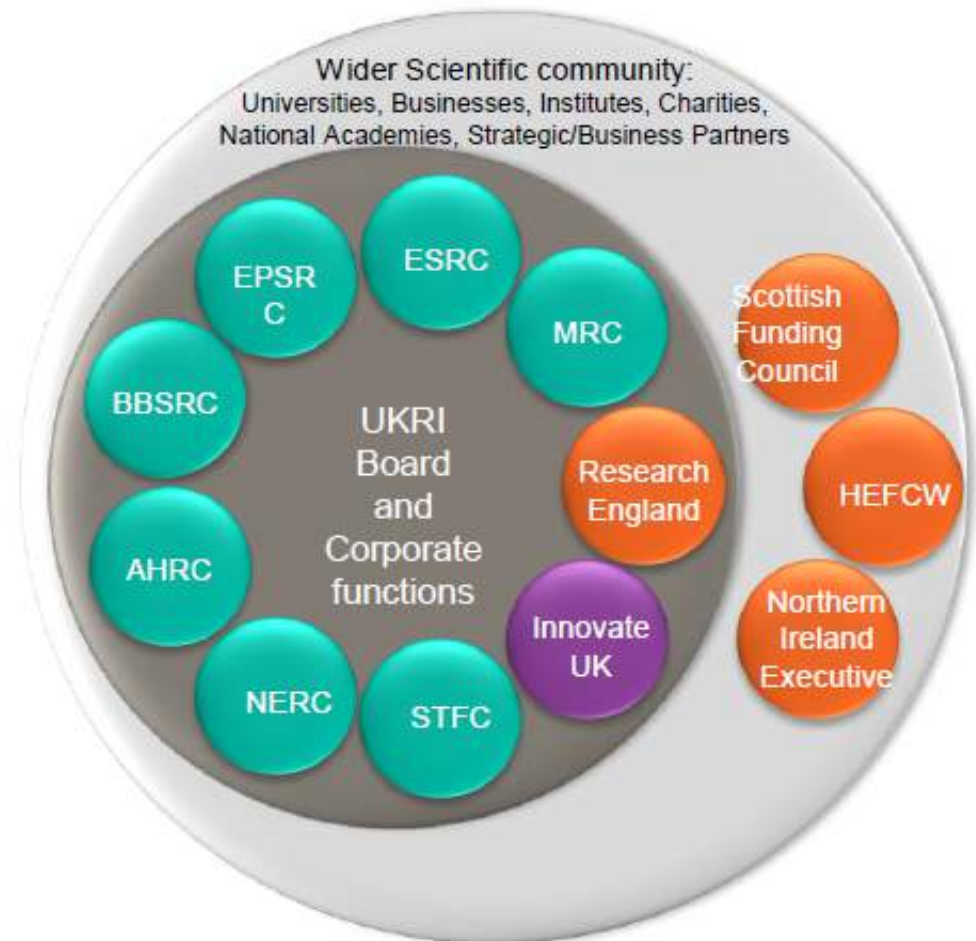 Wider Scientific community:
Universities, Businesses, Institutes, Charities,
National Academies, Strategic/Business Partners
EPSR
C
ESRC
MRC
BBSRC
UKRI
Board
and
Corporate
functions
Research
England
AHRC
Innovate
UK
NERC
STFC
Scottish
Funding
Council
HEFCW
Northern
Ireland
Executive